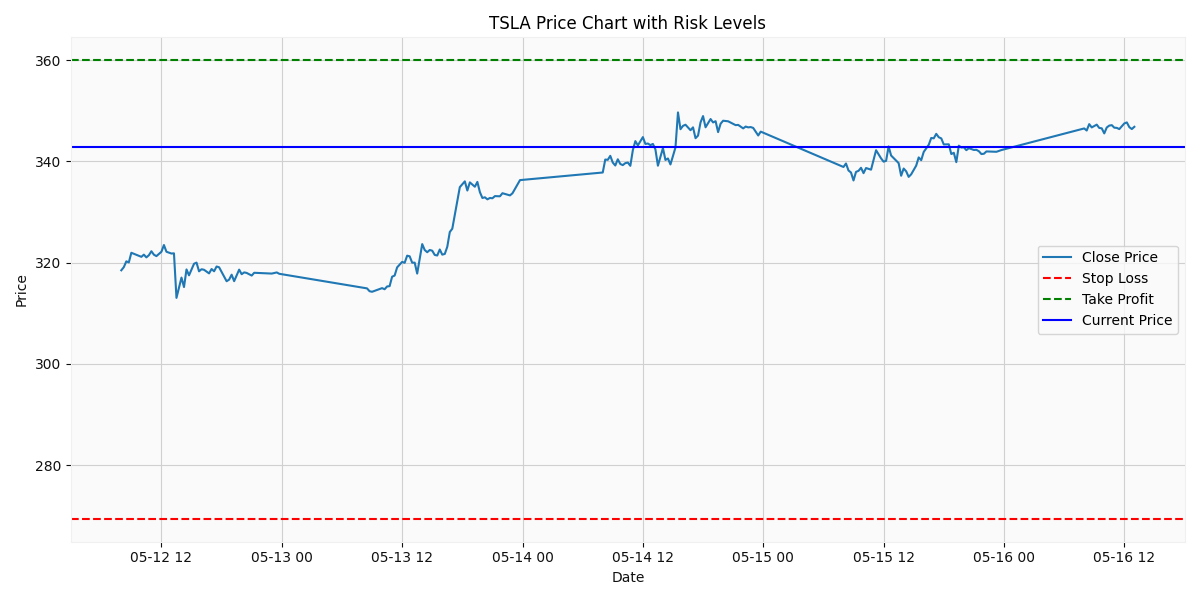 TSLA Price Chart with Risk Levels
360
340
320
300
280
Price
Close Price
Stop Loss
Take Profit
Current Price
05-12 12
05-13 00
05-13 12
05-14 00
05-14 12
05-15 00
05-15 12
05-16 00
05-16 12
Date